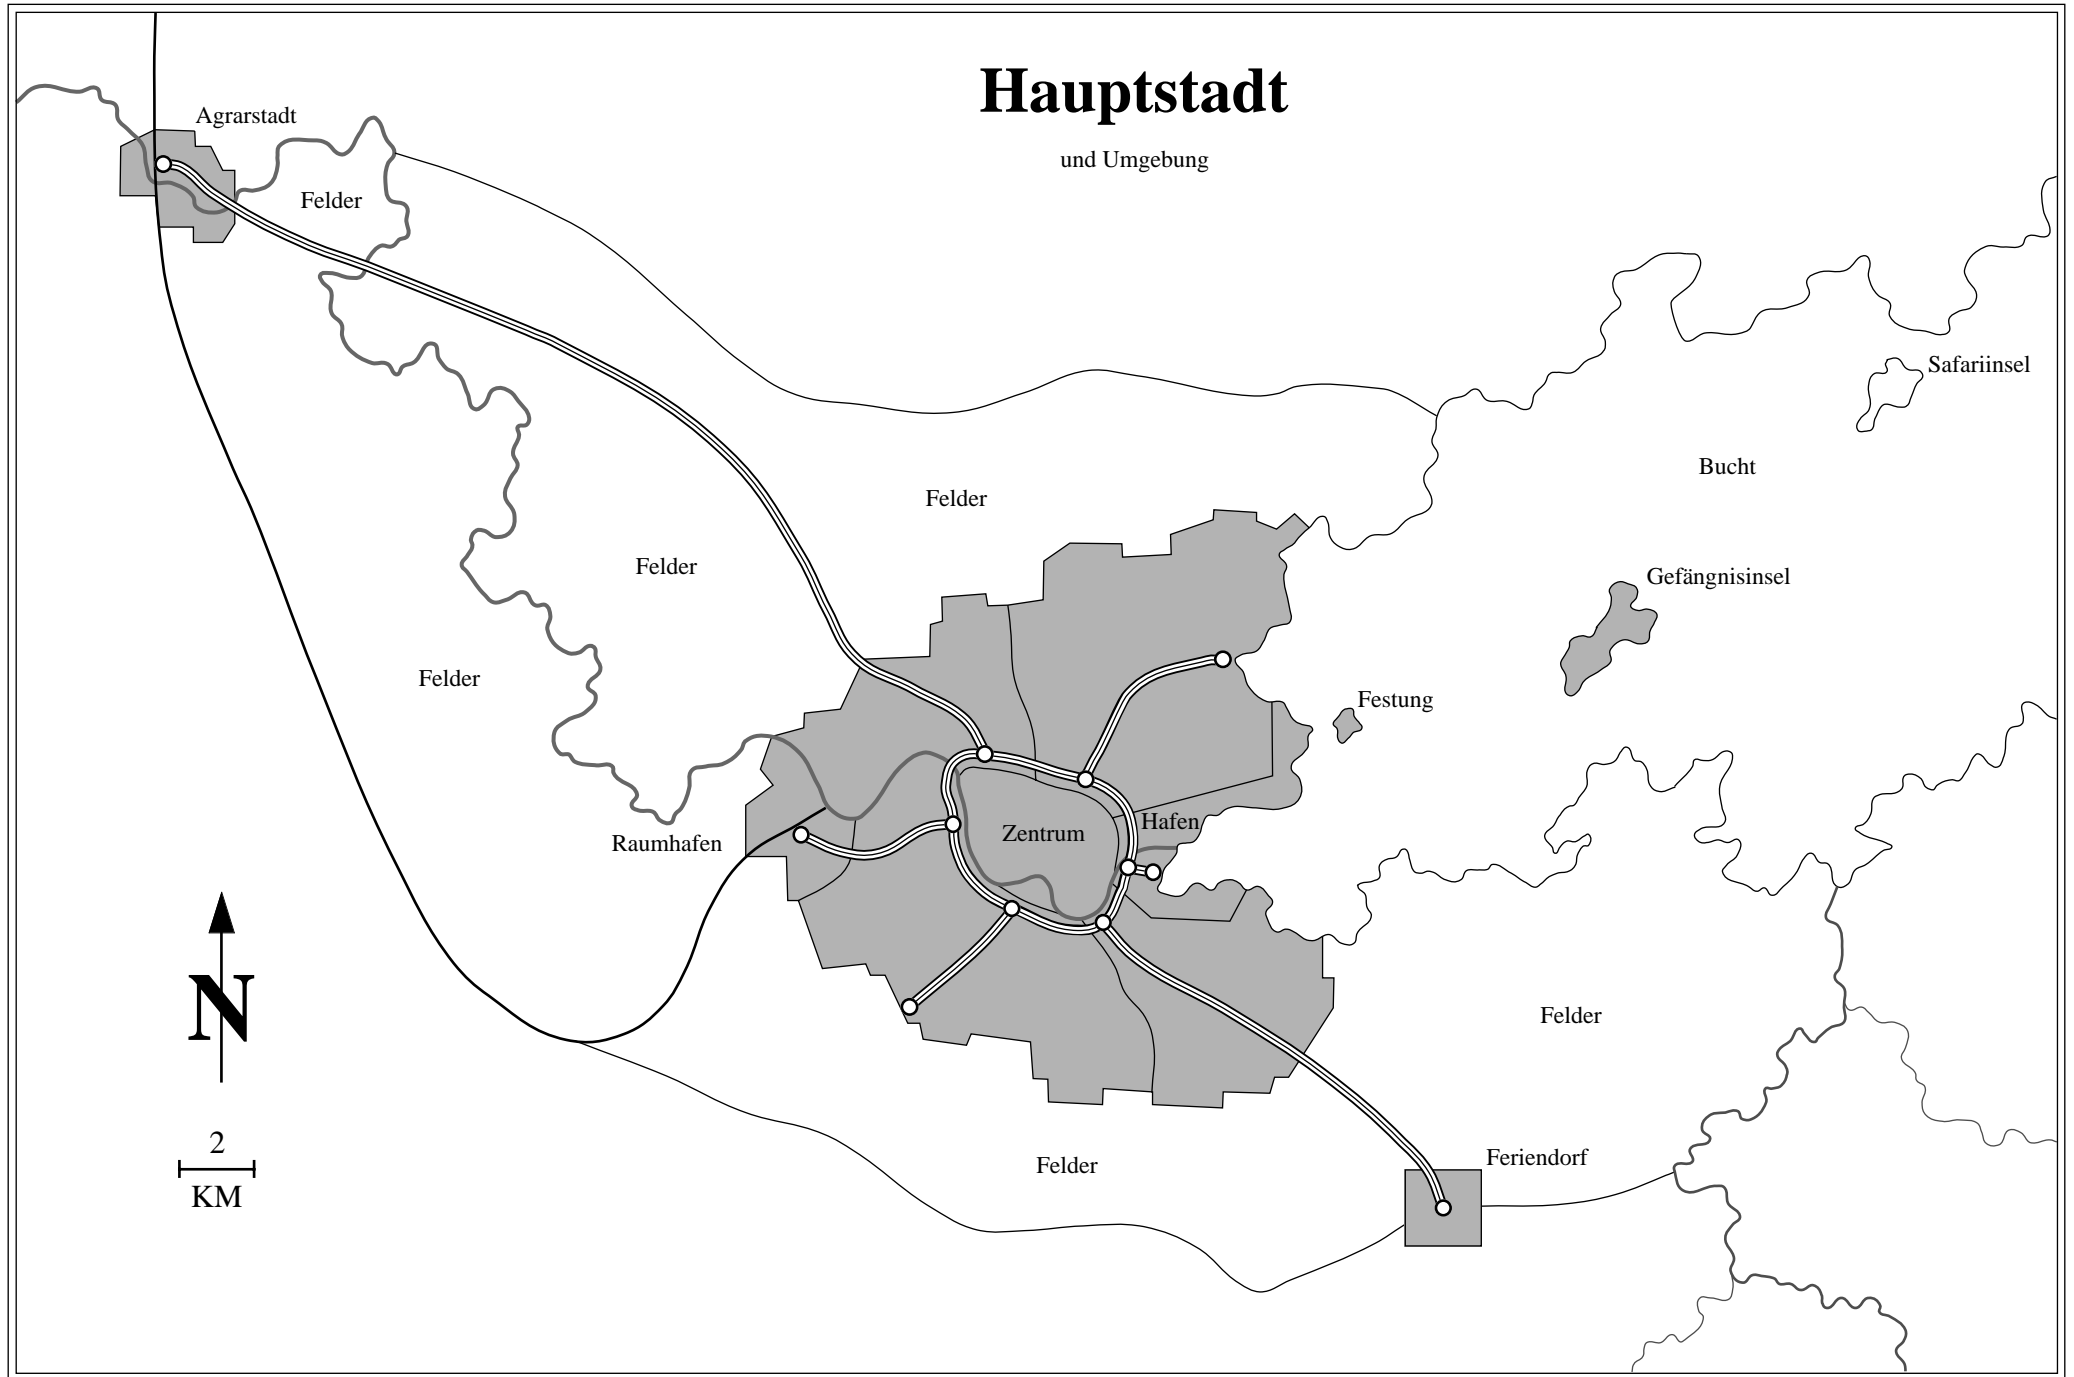 Hauptstadt
und Umgebung
Agrarstadt
Felder
Safariinsel
Bucht
Felder
Felder
Gefängnisinsel
Felder
Festung
Raumhafen
Zentrum
Hafen
N
Felder
2
KM
Felder
Feriendorf